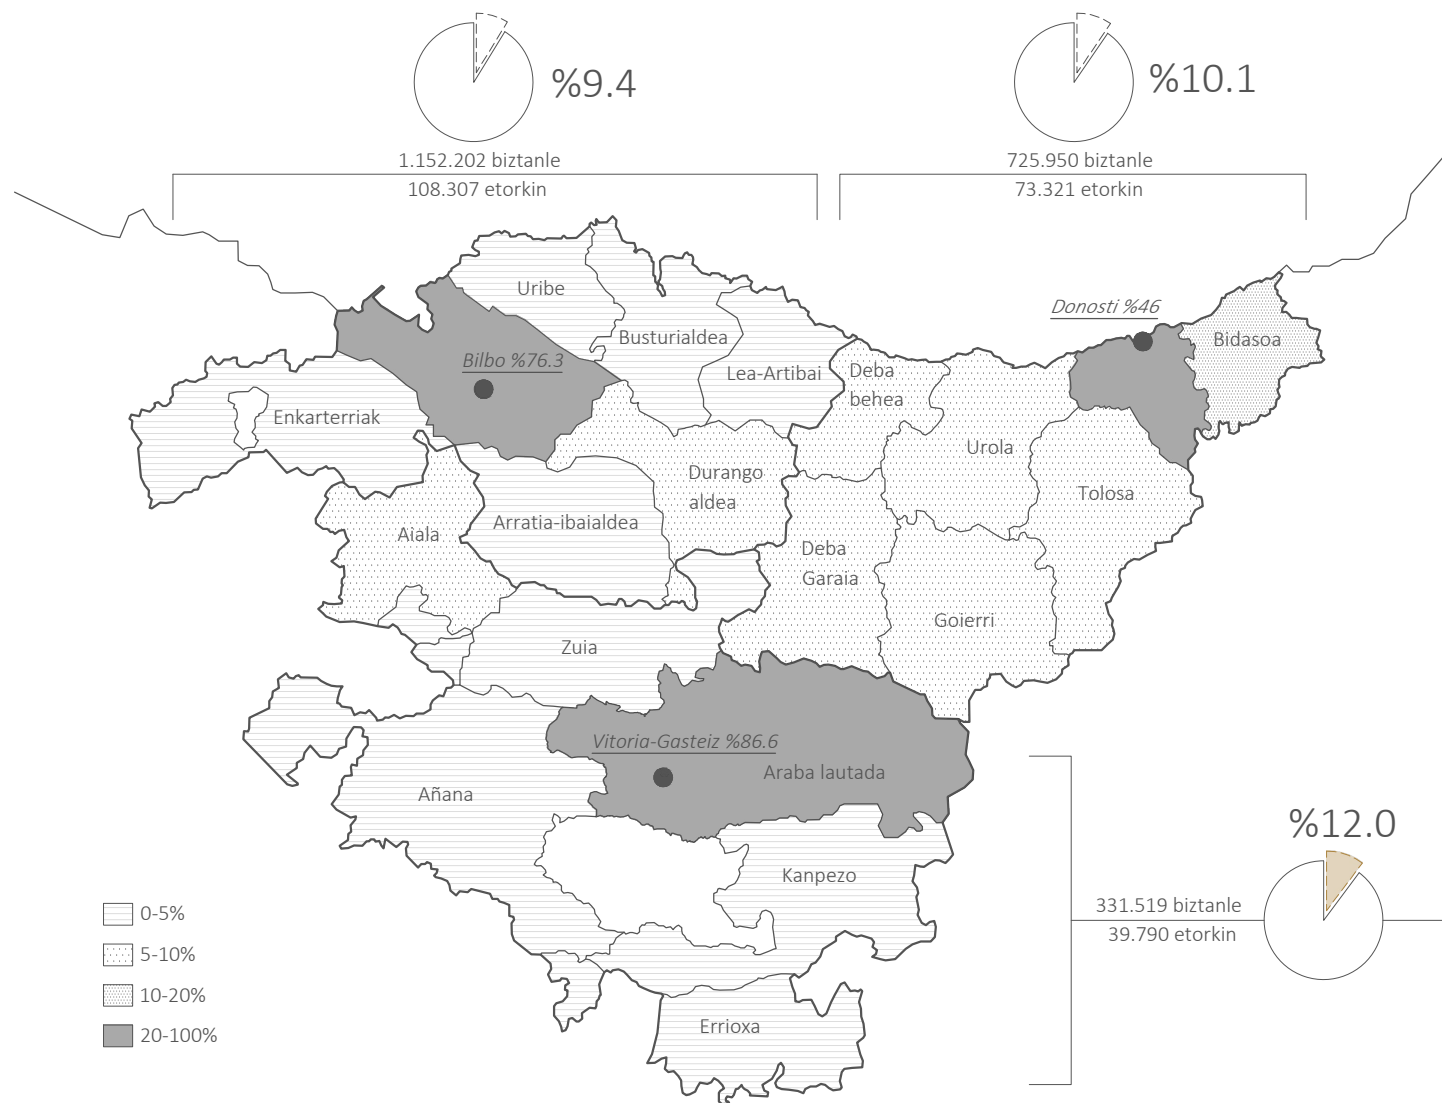 %9.4
%10.1
1.152.202 biztanle
108.307 etorkin
725.950 biztanle
73.321 etorkin
Uribe
Busturialdea
Lea-Artibai
Bilbo %76.3
Enkarterriak
Donosti %46
Bidasoa
Deba
behea
Urola
Tolosa
Durango
aldea
Aiala
Arratia-ibaialdea
Deba
Garaia
Goierri
Zuia
Vitoria-Gasteiz %86.6
Araba lautada
Añana
Kanpezo
Errioxa
%12.0
331.519 biztanle
39.790 etorkin
0-5%
5-10%
10-20%
20-100%